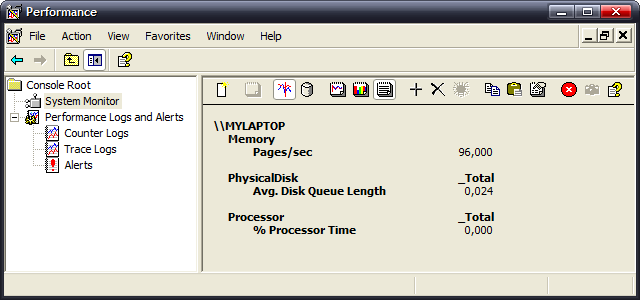 Performance
File Action View Favorites Window Help
Console Root
System Monitor
Performance Logs and Alerts
Counter Logs
Trace Logs
Alerts
\\MYLAPTOP
Memory
Pages/sec 96,000
PhysicalDisk _Total
Avg. Disk Queue Length 0,024
Processor _Total
% Processor Time 0,000